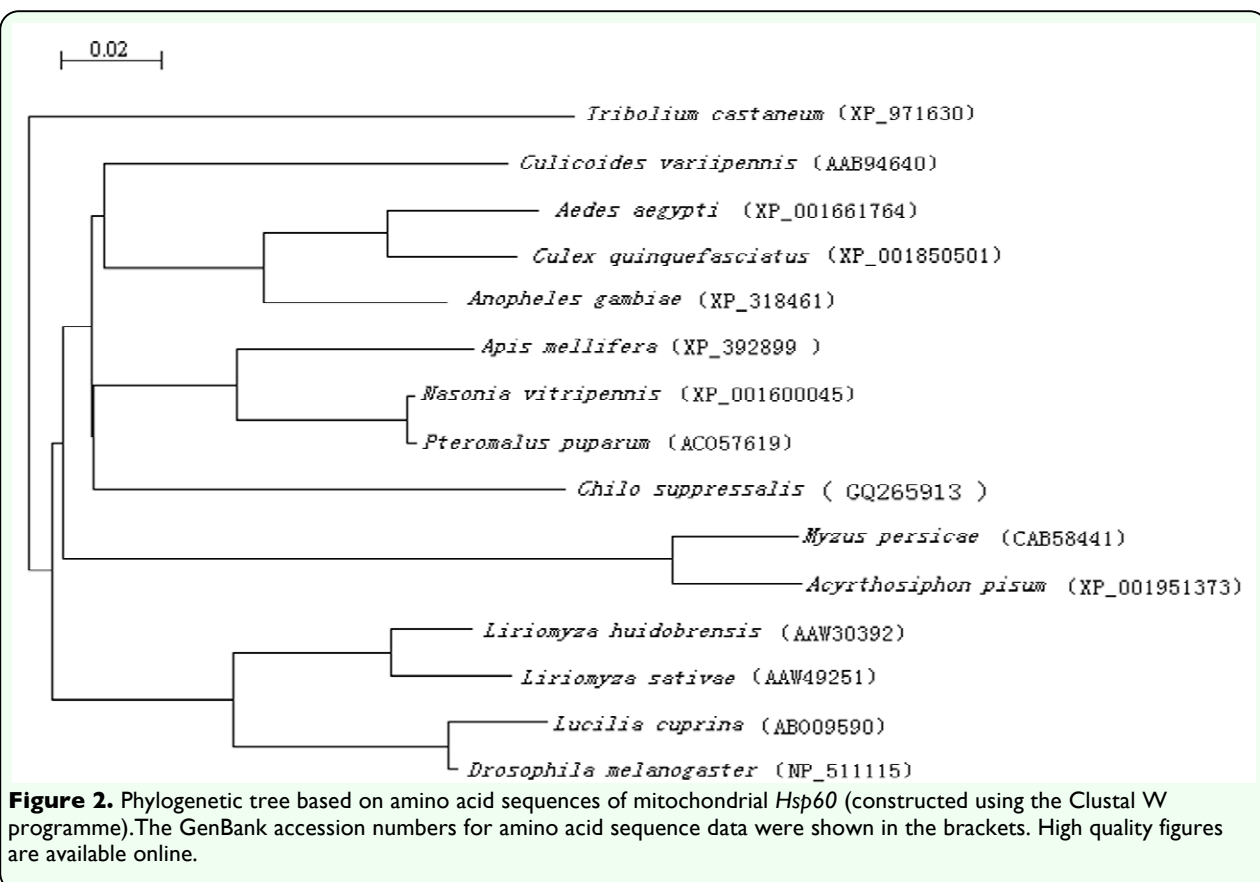 0.02
Tribolium castaneum (XP_971630)
Culicoides variipennis (AAB94640)
Aedes aegypti (XP_001661764)
Culex quinquefasciatus (XP_001850501)
Anopheles gambiae (XP_318461)
Apis mellifera (XP_392899 )
Nasonia vitripennis (XP_001600045)
Pteromalus puparum (ACO57619)
Chilo suppressalis ( GQ265913 )
Myzus persicae (CAB58441)
Acyrthosiphon pisum (XP_001951373)
Liriomyza huidobrensis (AAW30392)
Liriomyza sativae (AAW49251)
Lucilia cuprina (ABO09590)
Drosophila melanogaster (NP_511115)
Figure 2. Phylogenetic tree based on amino acid sequences of mitochondrial Hsp60 (constructed using the Clustal W
programme).The GenBank accession numbers for amino acid sequence data were shown in the brackets. High quality figures
are available online.